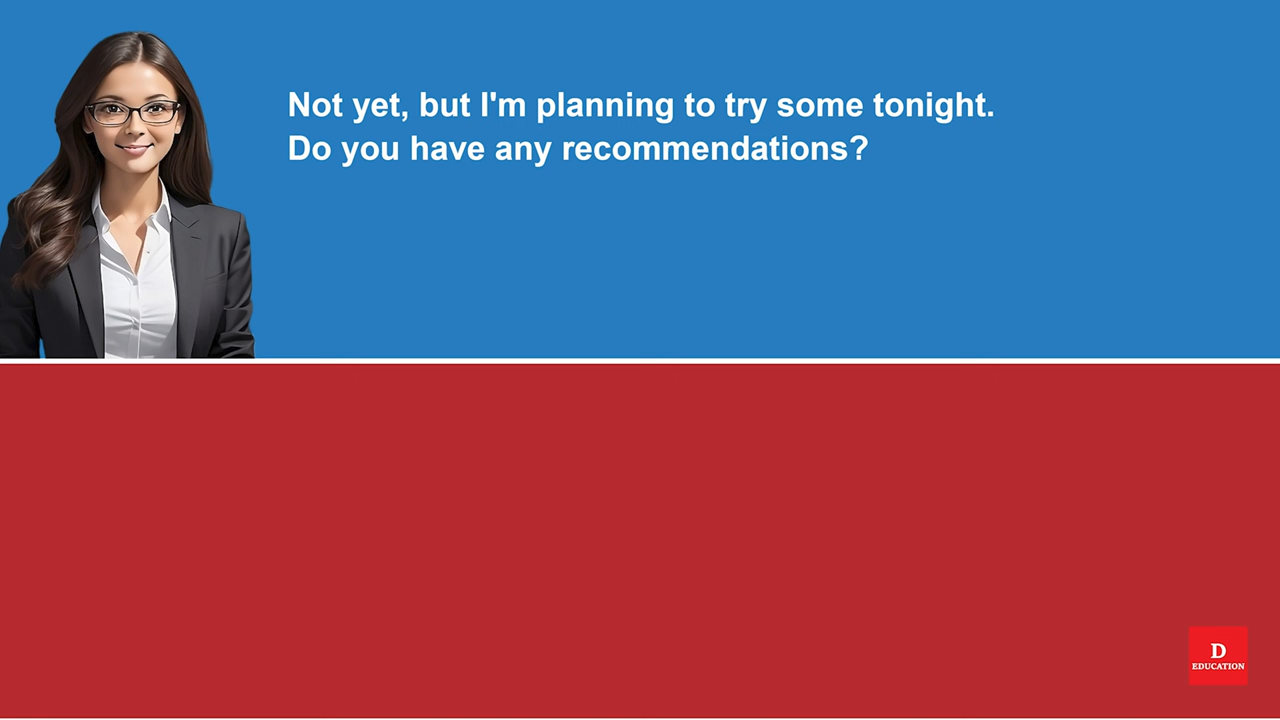 Not yet, but I'm planning to try some tonight.
Do you have any recommendations?
D
EDUCATION